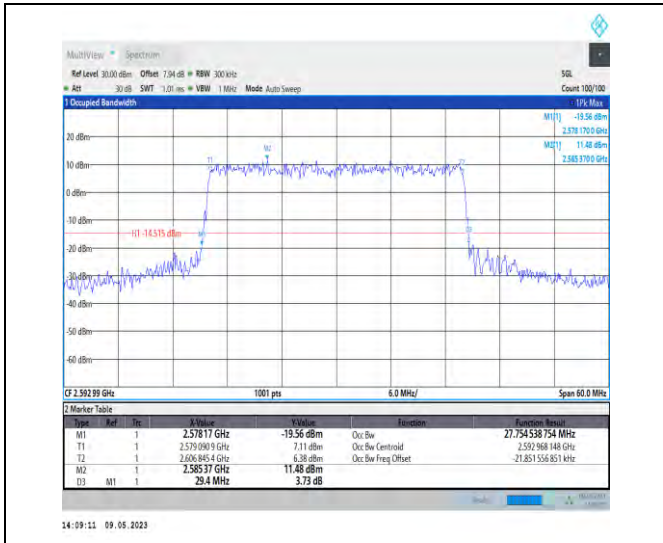 MultiView Spectrum
Ref Level 30.00 dBm Offset 7.94 dB RBW 300 kHz SGL
Att 30 dB SWT 1.01 ms VBW 1 MHz Mode Auto Sweep Count 100/100
1 Occupied Bandwidth 1Pk Max
M1[1] -19.56 dBm
2.578 170 0 GHz
M2[1] 11.48 dBm
2.585 370 0 GHz
20 dBm
M2
T1 T2
10 dBm
0 dBm
-10 dBm
H1 -14.515 dBm
M1 D3
-20 dBm
-30 dBm
-40 dBm
-50 dBm
-60 dBm
CF 2.592 99 GHz 1001 pts 6.0 MHz/ Span 60.0 MHz
2 Marker Table
Type Ref Trc X-Value Y-Value Function Function Result
M1 1 2.57817 GHz -19.56 dBm Occ Bw 27.754 538 754 MHz
T1 1 2.579 090 9 GHz 7.11 dBm Occ Bw Centroid 2.592 968 148 GHz
T2 1 2.606 845 4 GHz 6.38 dBm Occ Bw Freq Offset -21.851 556 851 kHz
M2 1 2.585 37 GHz 11.48 dBm
D3 M1 1 29.4 MHz 3.73 dB
14:09:11 09.05.2023